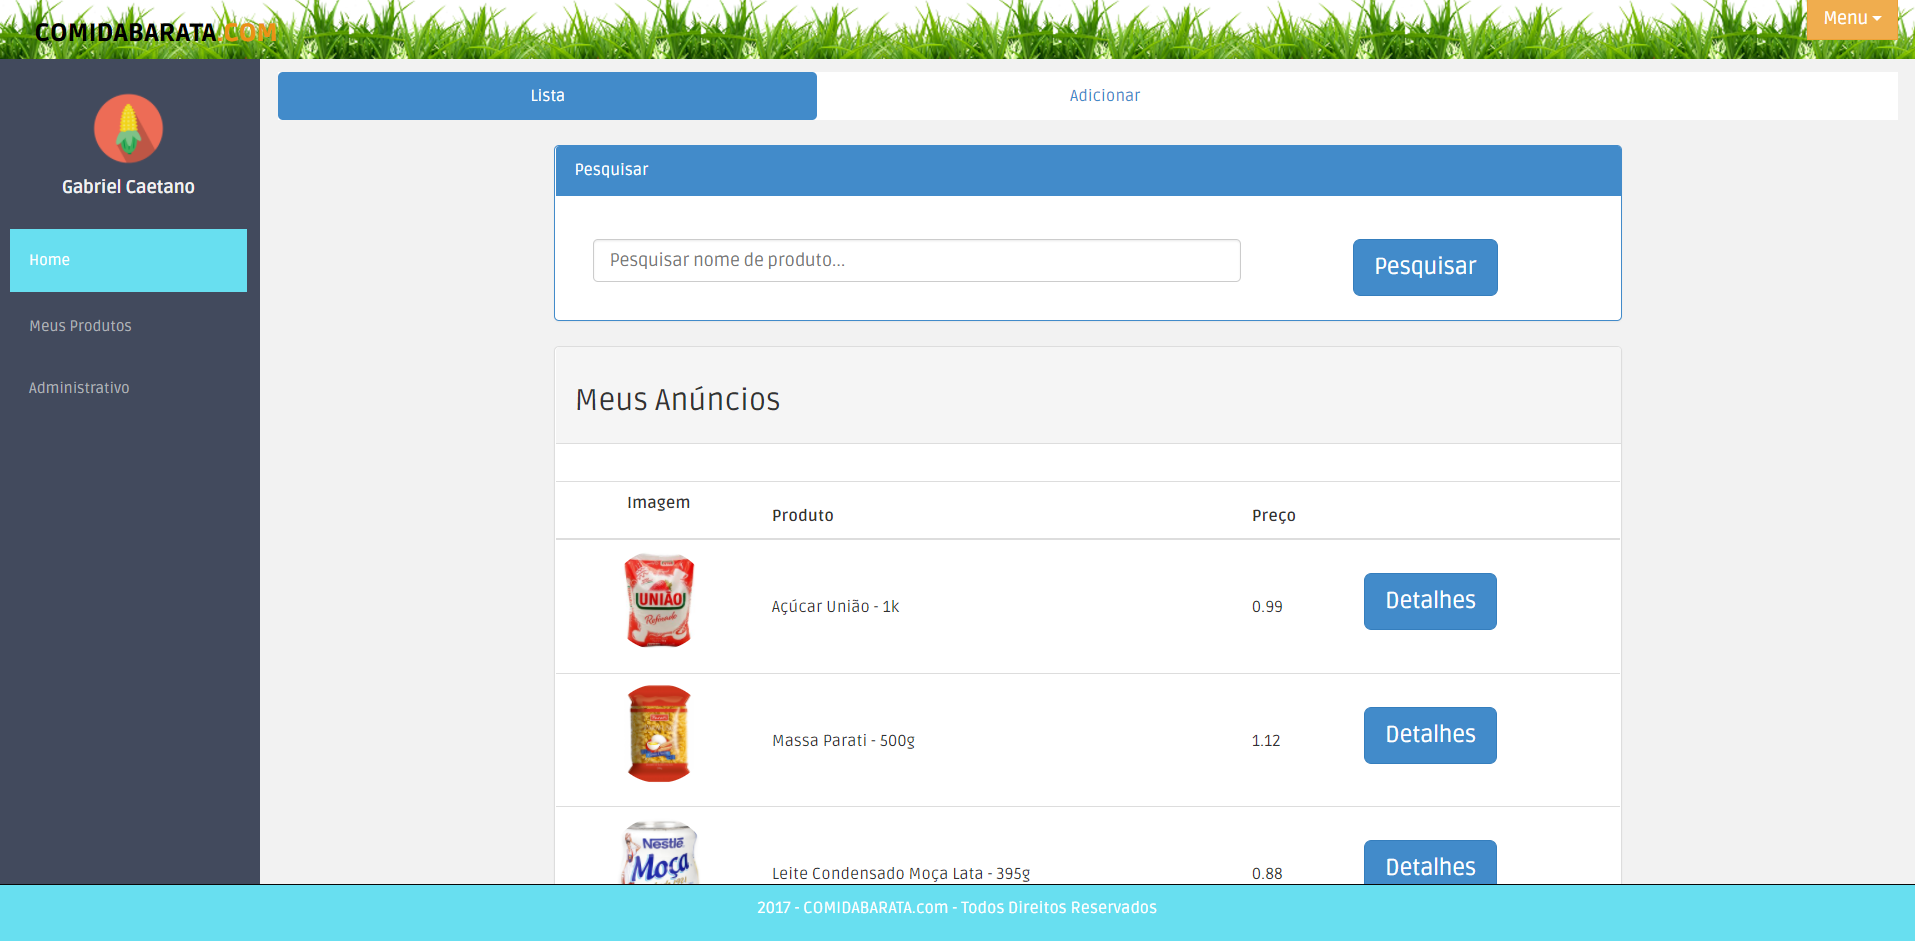 COMIDABARATA.COM
Menu
Gabriel Caetano
Home
Meus Produtos
Administrativo
Lista
Adicionar
Pesquisar
Pesquisar nome de produto...
Pesquisar
Meus Anúncios
Imagem
Produto
Preço
UNIÃO
Refinado
Açúcar União - 1k
0.99
Detalhes
Massa Parati - 500g
1.12
Detalhes
Nestlé
Moça
Leite Condensado Moça Lata - 395g
0.88
Detalhes
2017 - COMIDABARATA.com - Todos Direitos Reservados